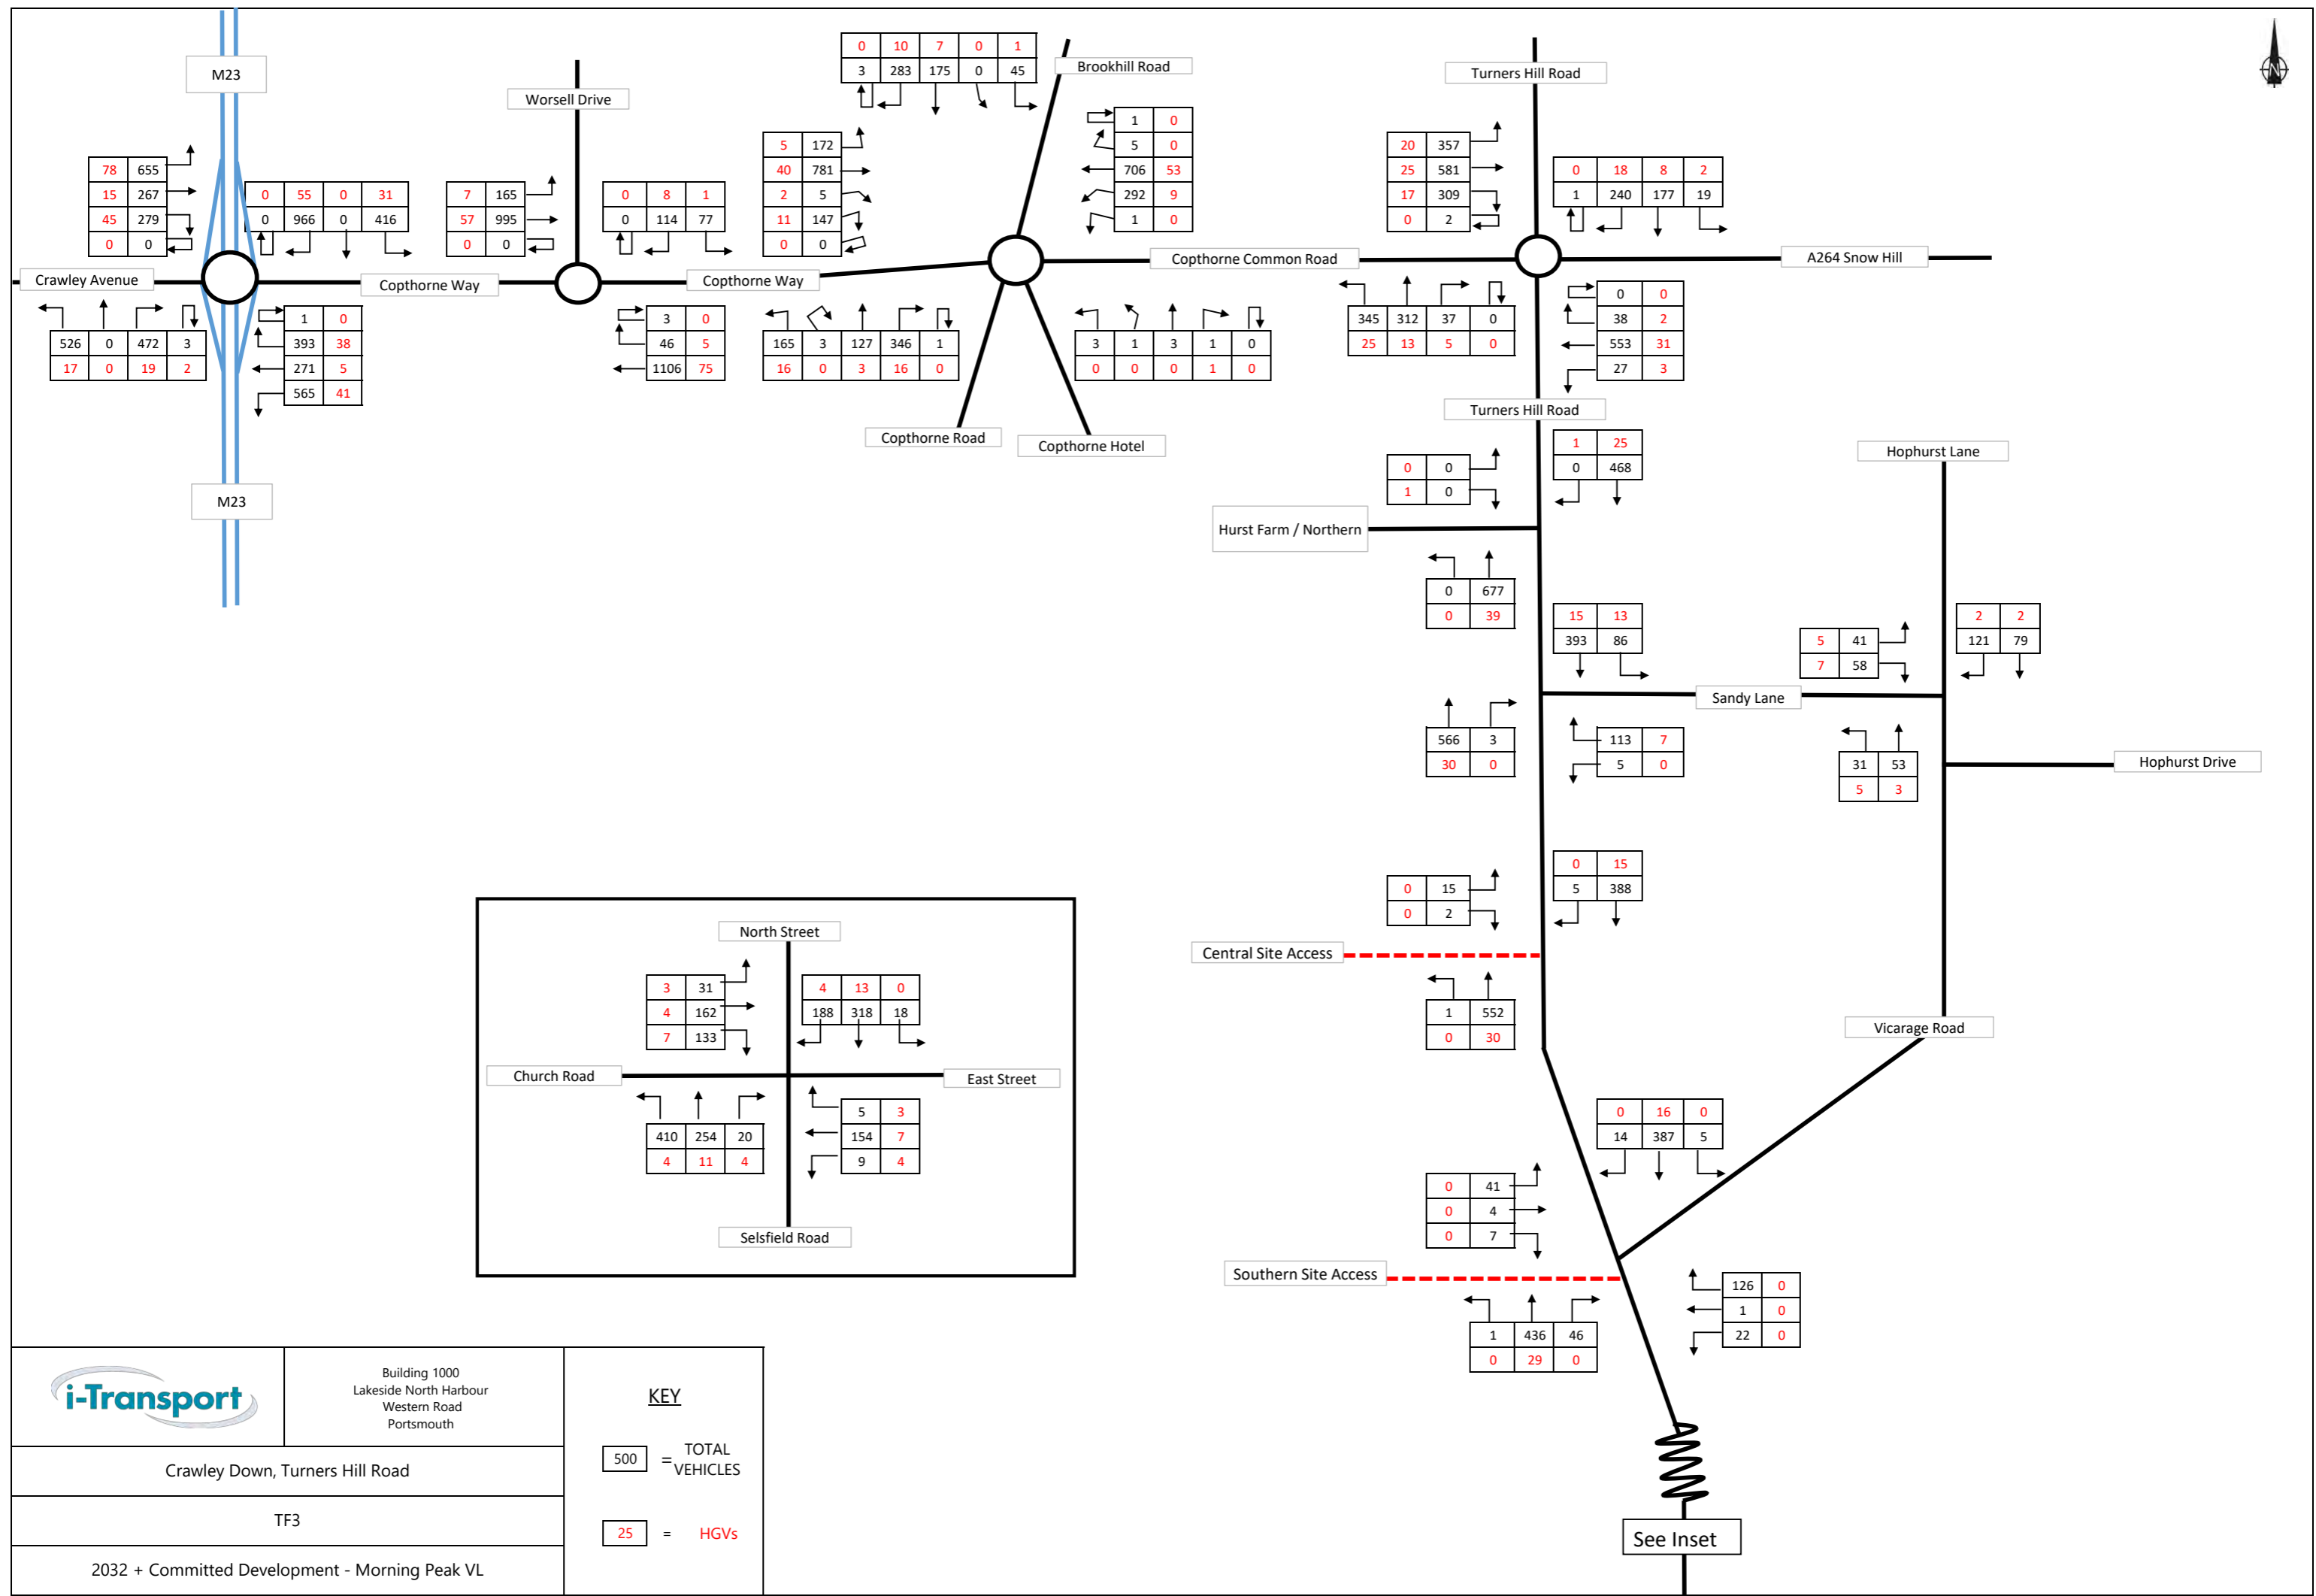 0 10 7 0 1
3 283 175 0 45
Brookhill Road
M23
Turners Hill Road
Worsell Drive
1 0
5 0
706 53
292 9
1 0
5 172
40 781
2 5
11 147
0 0
20 357
25 581
17 309
0 2
0 18 8 2
1 240 177 19
78 655
15 267
45 279
0 0
0 55 0 31
0 966 0 416
7 165
57 995
0 0
0 8 1
0 114 77
Crawley Avenue
Copthorne Way
Copthorne Way
Copthorne Common Road
A264 Snow Hill
526 0 472 3
17 0 19 2
1 0
393 38
271 5
565 41
3 0
46 5
1106 75
165 3 127 346 1
16 0 3 16 0
3 1 3 1 0
0 0 0 1 0
345 312 37 0
25 13 5 0
0 0
38 2
553 31
27 3
Turners Hill Road
Copthorne Road
Copthorne Hotel
M23
0 0
1 0
1 25
0 468
Hophurst Lane
Hurst Farm / Northern
0 677
0 39
15 13
393 86
5 41
7 58
2 2
121 79
Sandy Lane
566 3
30 0
113 7
5 0
31 53
5 3
Hophurst Drive
0 15
0 2
0 15
5 388
Central Site Access
1 552
0 30
Vicarage Road
North Street
3 31
4 162
7 133
4 13 0
188 318 18
Church Road
East Street
410 254 20
4 11 4
5 3
154 7
9 4
Selsfield Road
0 16 0
14 387 5
0 41
0 4
0 7
Southern Site Access
1 436 46
0 29 0
126 0
1 0
22 0
See Inset
i-Transport
Building 1000
Lakeside North Harbour
Western Road
Portsmouth
Crawley Down, Turners Hill Road
TF3
2032 + Committed Development - Morning Peak VL
KEY
500 = TOTAL
VEHICLES
25 = HGVs